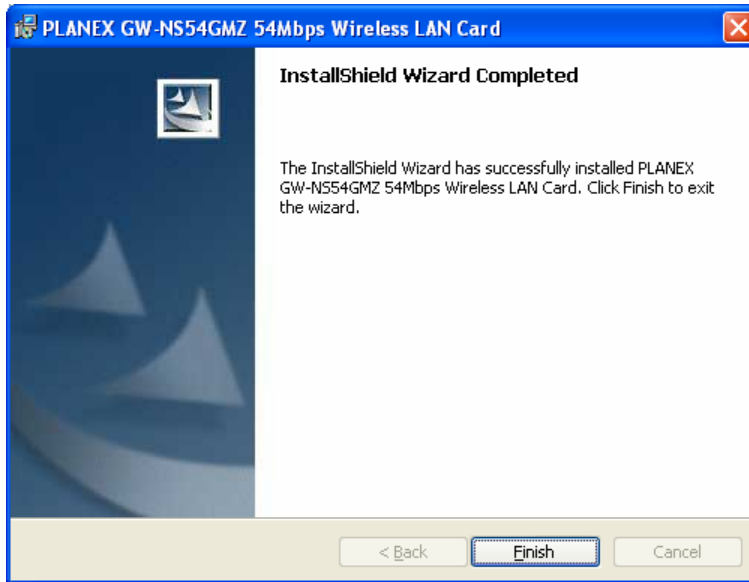 PLANEX GW-NS54GMZ 54Mbps Wireless LAN Card
InstallShield Wizard Completed
The InstallShield Wizard has successfully installed PLANEX
GW-NS54GMZ 54Mbps Wireless LAN Card. Click Finish to exit
the wizard.
< Back Finish Cancel